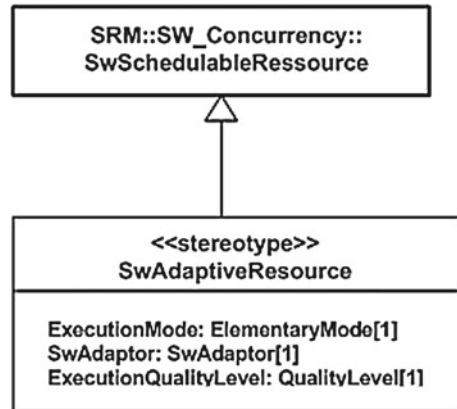 SRM::SW_Concurrency::
SwSchedulableRessource
<<stereotype>>
SwAdaptiveResource
ExecutionMode: ElementaryMode[1]
SwAdaptor: SwAdaptor[1]
ExecutionQualityLevel: QualityLevel[1]